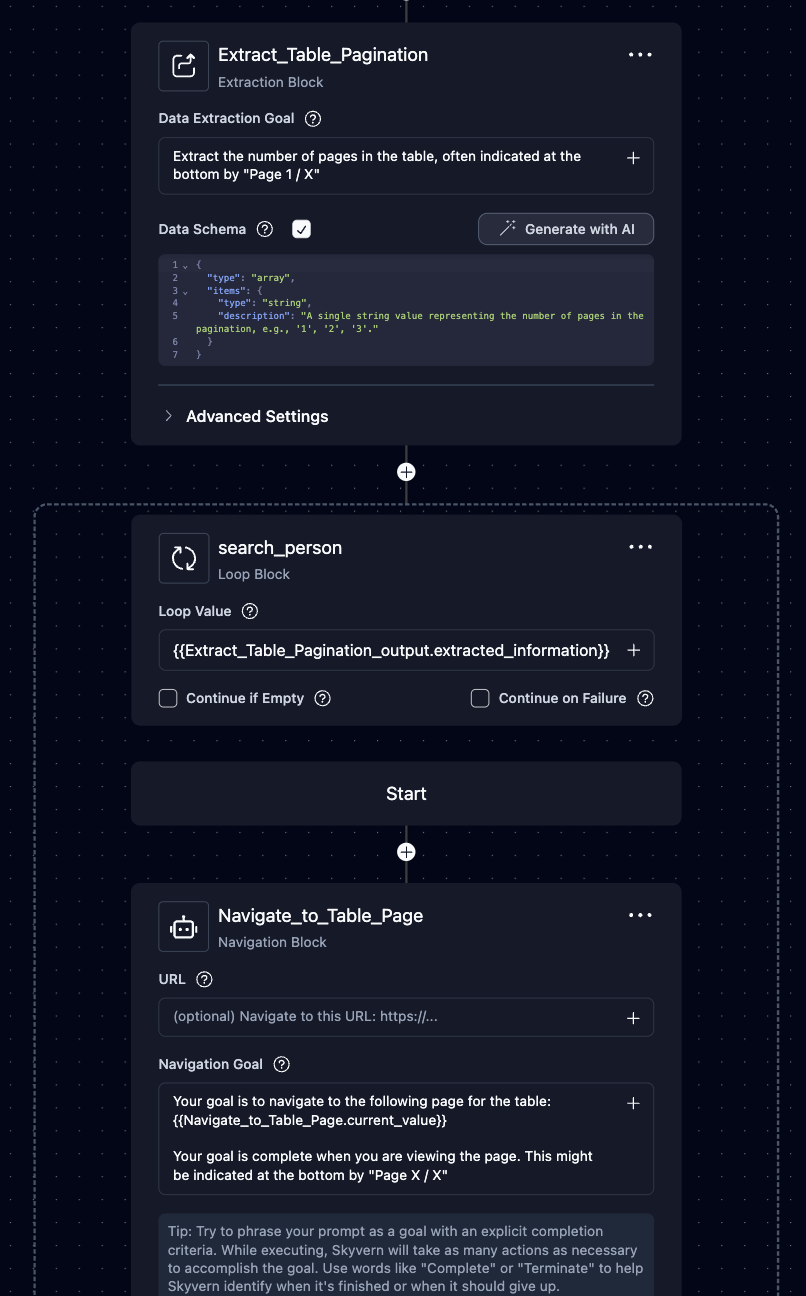 Extract_Table_Pagination
Extraction Block
Data Extraction Goal
Extract the number of pages in the table, often indicated at the
bottom by "Page 1 / X"
Data Schema
Generate with AI
1 {
2 "type": "array",
3 "items": {
4 "type": "string",
5 "description": "A single string value representing the number of pages in the
pagination, e.g., '1', '2', '3'."
6 }
7 }
Advanced Settings
search_person
Loop Block
Loop Value
{{Extract_Table_Pagination_output.extracted_information}}
Continue if Empty
Continue on Failure
Start
Navigate_to_Table_Page
Navigation Block
URL
(optional) Navigate to this URL: https://...
Navigation Goal
Your goal is to navigate to the following page for the table:
{{Navigate_to_Table_Page.current_value}}
Your goal is complete when you are viewing the page. This might
be indicated at the bottom by "Page X / X"
Tip: Try to phrase your prompt as a goal with an explicit completion
criteria. While executing, Skyvern will take as many actions as necessary
to accomplish the goal. Use words like "Complete" or "Terminate" to help
Skyvern identify when it's finished or when it should give up.